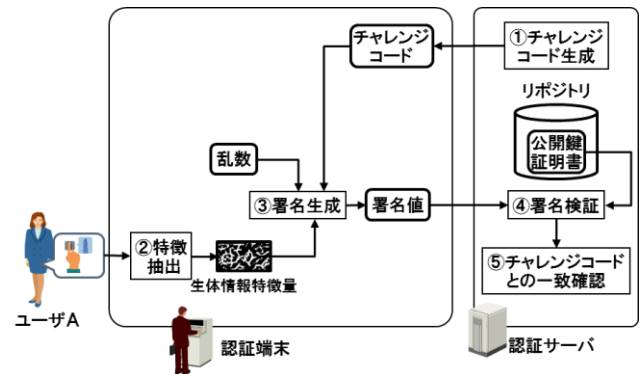 チャレンジ
コード
①チャレンジ
コード生成
リポジトリ
公開鍵
証明書
乱数
③署名生成
署名値
④署名検証
②特徴
抽出
生体情報特徴量
⑤チャレンジコード
との一致確認
ユーザA
認証端末
認証サーバ